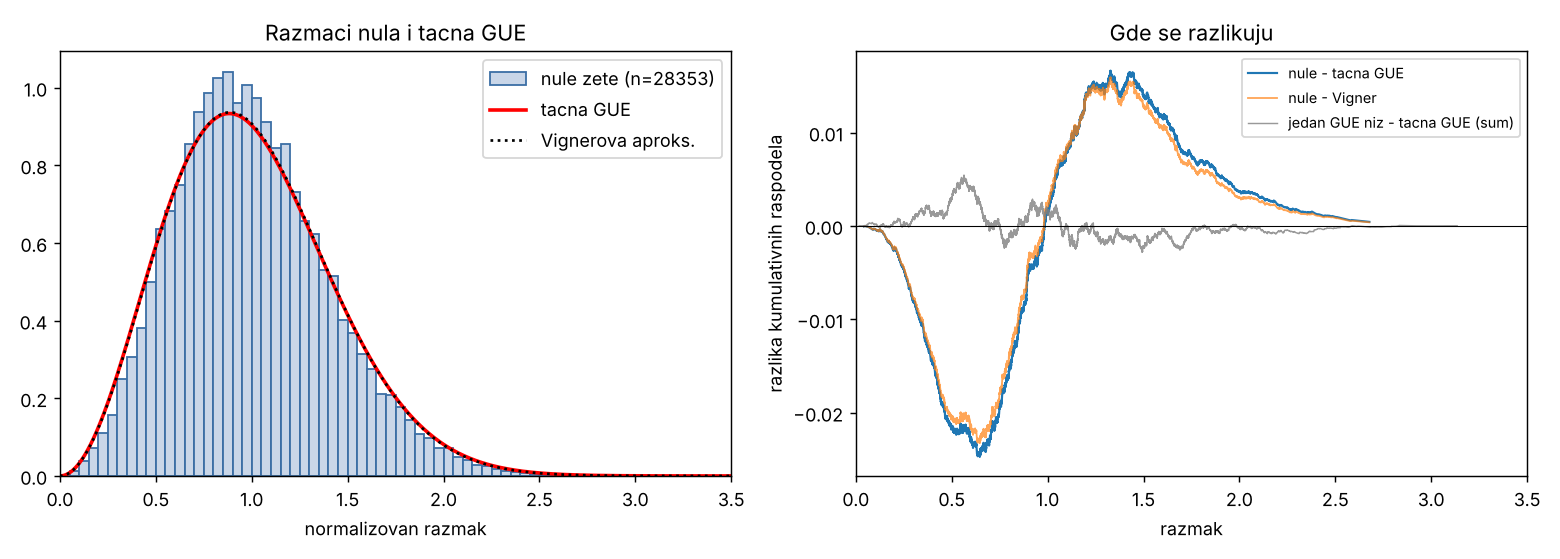 Razmaci nula i tacna GUE
nule zete (n=28353)
tacna GUE
Vignerova aproks.
1.0
0.8
0.6
0.4
0.2
0.0
0.0 0.5 1.0 1.5 2.0 2.5 3.0 3.5
normalizovan razmak
Gde se razlikuju
nule - tacna GUE
nule - Vigner
jedan GUE niz - tacna GUE (sum)
razlika kumulativnih raspodela
0.01
0.00
−0.01
−0.02
0.0 0.5 1.0 1.5 2.0 2.5 3.0 3.5
razmak